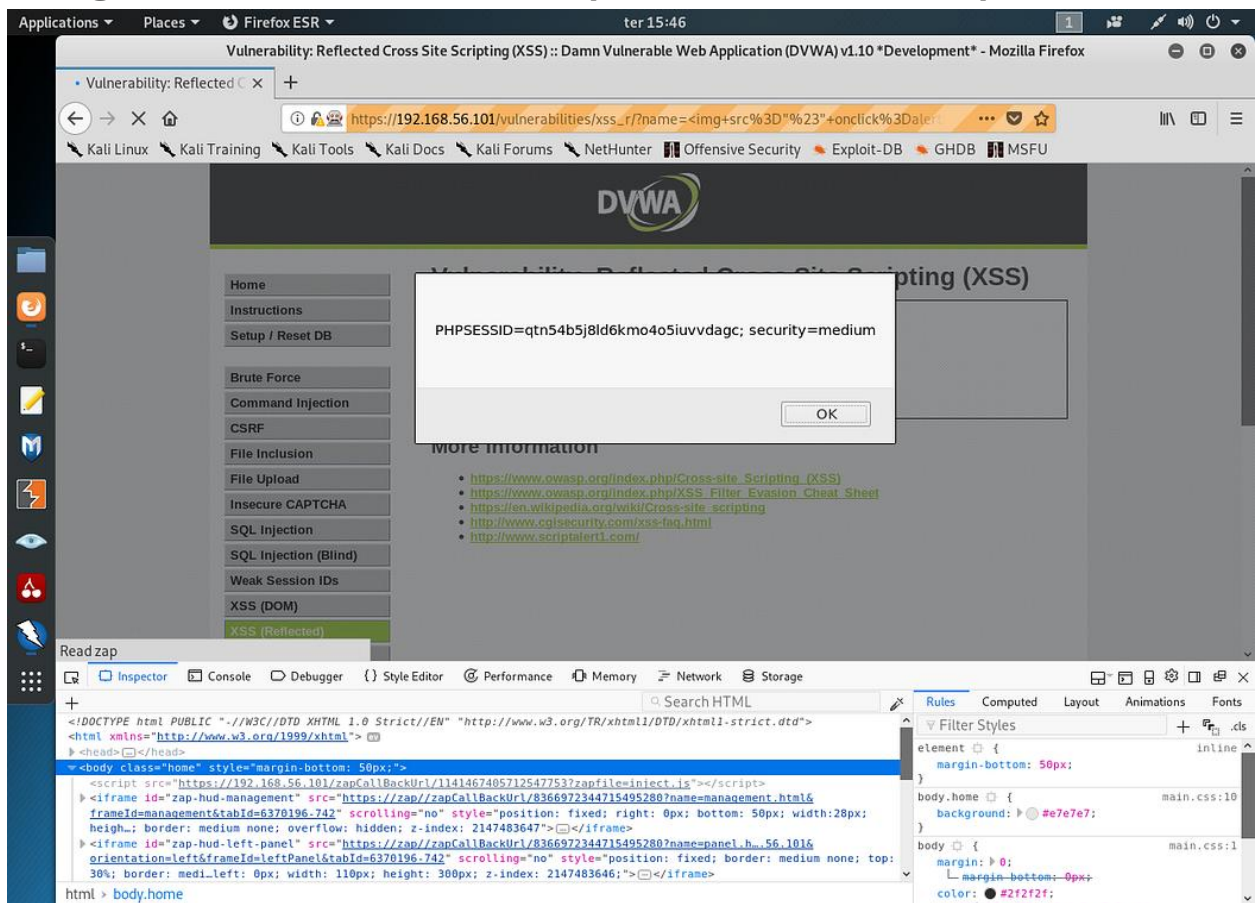 Applications Places Firefox ESR ter 15:46 1
Vulnerability: Reflected Cross Site Scripting (XSS) :: Damn Vulnerable Web Application (DVWA) v1.10 *Development* - Mozilla Firefox
• Vulnerability: Reflected C × +
https://192.168.56.101/vulnerabilities/xss_r/?name=<img+src%3D"%23"+onclick%3Dalert
Kali Linux Kali Training Kali Tools Kali Docs Kali Forums NetHunter Offensive Security Exploit-DB GHDB MSFU
DVWA
Home
Instructions
Setup / Reset DB
Brute Force
Command Injection
CSRF
File Inclusion
File Upload
Insecure CAPTCHA
SQL Injection
SQL Injection (Blind)
Weak Session IDs
XSS (DOM)
XSS (Reflected)
Vulnerability: Reflected Cross Site Scripting (XSS)
PHPSESSID=qtn54b5j8ld6kmo4o5iuvvdagc; security=medium
OK
More Information
• https://www.owasp.org/index.php/Cross-site_Scripting_(XSS)
• https://www.owasp.org/index.php/XSS_Filter_Evasion_Cheat_Sheet
• https://en.wikipedia.org/wiki/Cross-site_scripting
• http://www.cgisecurity.com/xss-faq.html
• http://www.scriptalert1.com/
Read zap
Inspector Console Debugger {} Style Editor Performance Memory Network Storage
+ Search HTML
<!DOCTYPE html PUBLIC "-//W3C//DTD XHTML 1.0 Strict//EN" "http://www.w3.org/TR/xhtml1/DTD/xhtml1-strict.dtd">
<html xmlns="http://www.w3.org/1999/xhtml"> ev
<head></head>
<body class="home" style="margin-bottom: 50px;">
<script src="https://192.168.56.101/zapCallBackUrl/1141467405712547753?zapfile=inject.js"></script>
<iframe id="zap-hud-management" src="https://zap//zapCallBackUrl/8366972344715495280?name=management.html&
frameId=management&tabId=6370196-742" scrolling="no" style="position: fixed; right: 0px; bottom: 50px; width:28px;
heigh…; border: medium none; overflow: hidden; z-index: 2147483647"></iframe>
<iframe id="zap-hud-left-panel" src="https://zap//zapCallBackUrl/8366972344715495280?name=panel.h….56.101&
orientation=left&frameId=leftPanel&tabId=6370196-742" scrolling="no" style="position: fixed; border: medium none; top:
30%; border: medi…left: 0px; width: 110px; height: 300px; z-index: 2147483646;"></iframe>
html > body.home
Rules Computed Layout Animations Fonts
Filter Styles + .cls
element { inline
margin-bottom: 50px;
}
body.home { main.css:10
background: #e7e7e7;
}
body { main.css:1
margin: 0;
margin-bottom: 0px;
color: #2f2f2f;